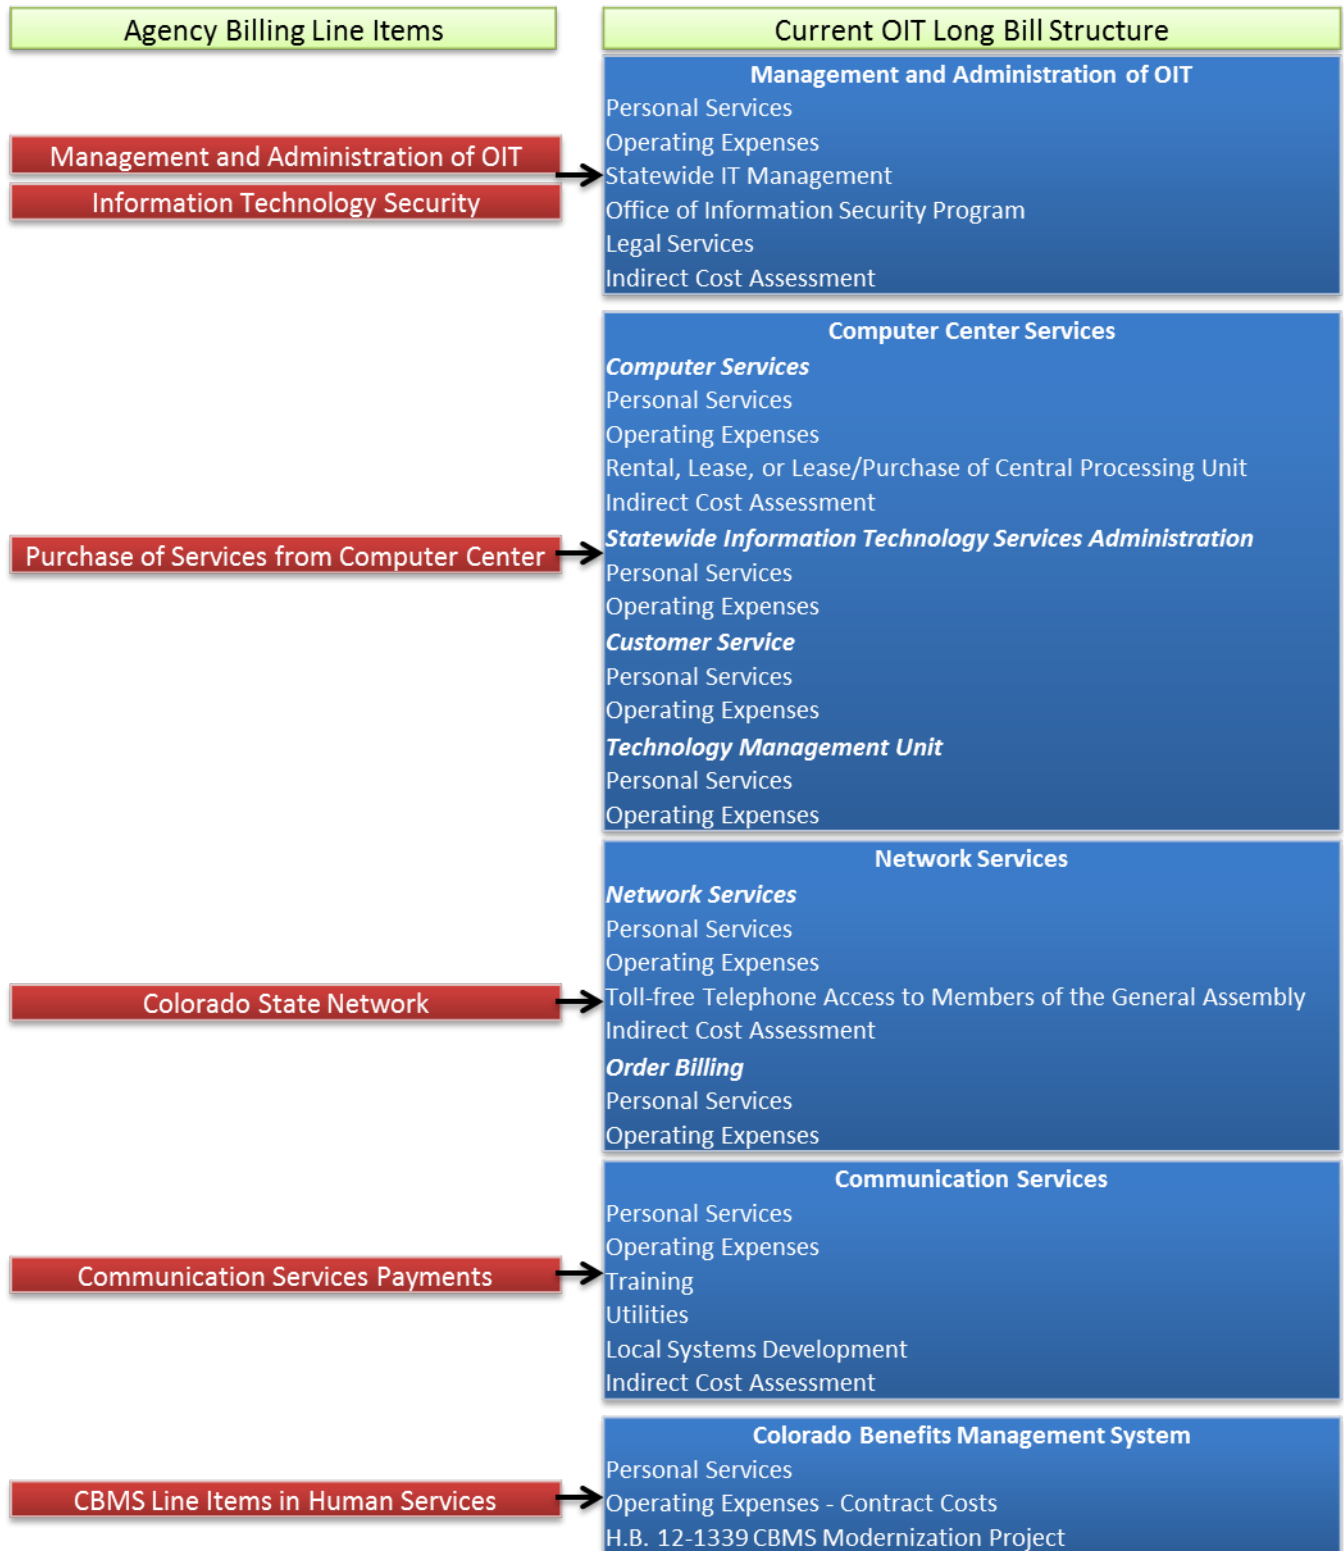 Agency Billing Line Items
Current OIT Long Bill Structure
Management and Administration of OIT
Information Technology Security
Management and Administration of OIT
Personal Services
Operating Expenses
Statewide IT Management
Office of Information Security Program
Legal Services
Indirect Cost Assessment
Purchase of Services from Computer Center
Computer Center Services
Computer Services
Personal Services
Operating Expenses
Rental, Lease, or Lease/Purchase of Central Processing Unit
Indirect Cost Assessment
Statewide Information Technology Services Administration
Personal Services
Operating Expenses
Customer Service
Personal Services
Operating Expenses
Technology Management Unit
Personal Services
Operating Expenses
Colorado State Network
Network Services
Network Services
Personal Services
Operating Expenses
Toll-free Telephone Access to Members of the General Assembly
Indirect Cost Assessment
Order Billing
Personal Services
Operating Expenses
Communication Services Payments
Communication Services
Personal Services
Operating Expenses
Training
Utilities
Local Systems Development
Indirect Cost Assessment
CBMS Line Items in Human Services
Colorado Benefits Management System
Personal Services
Operating Expenses - Contract Costs
H.B. 12-1339 CBMS Modernization Project